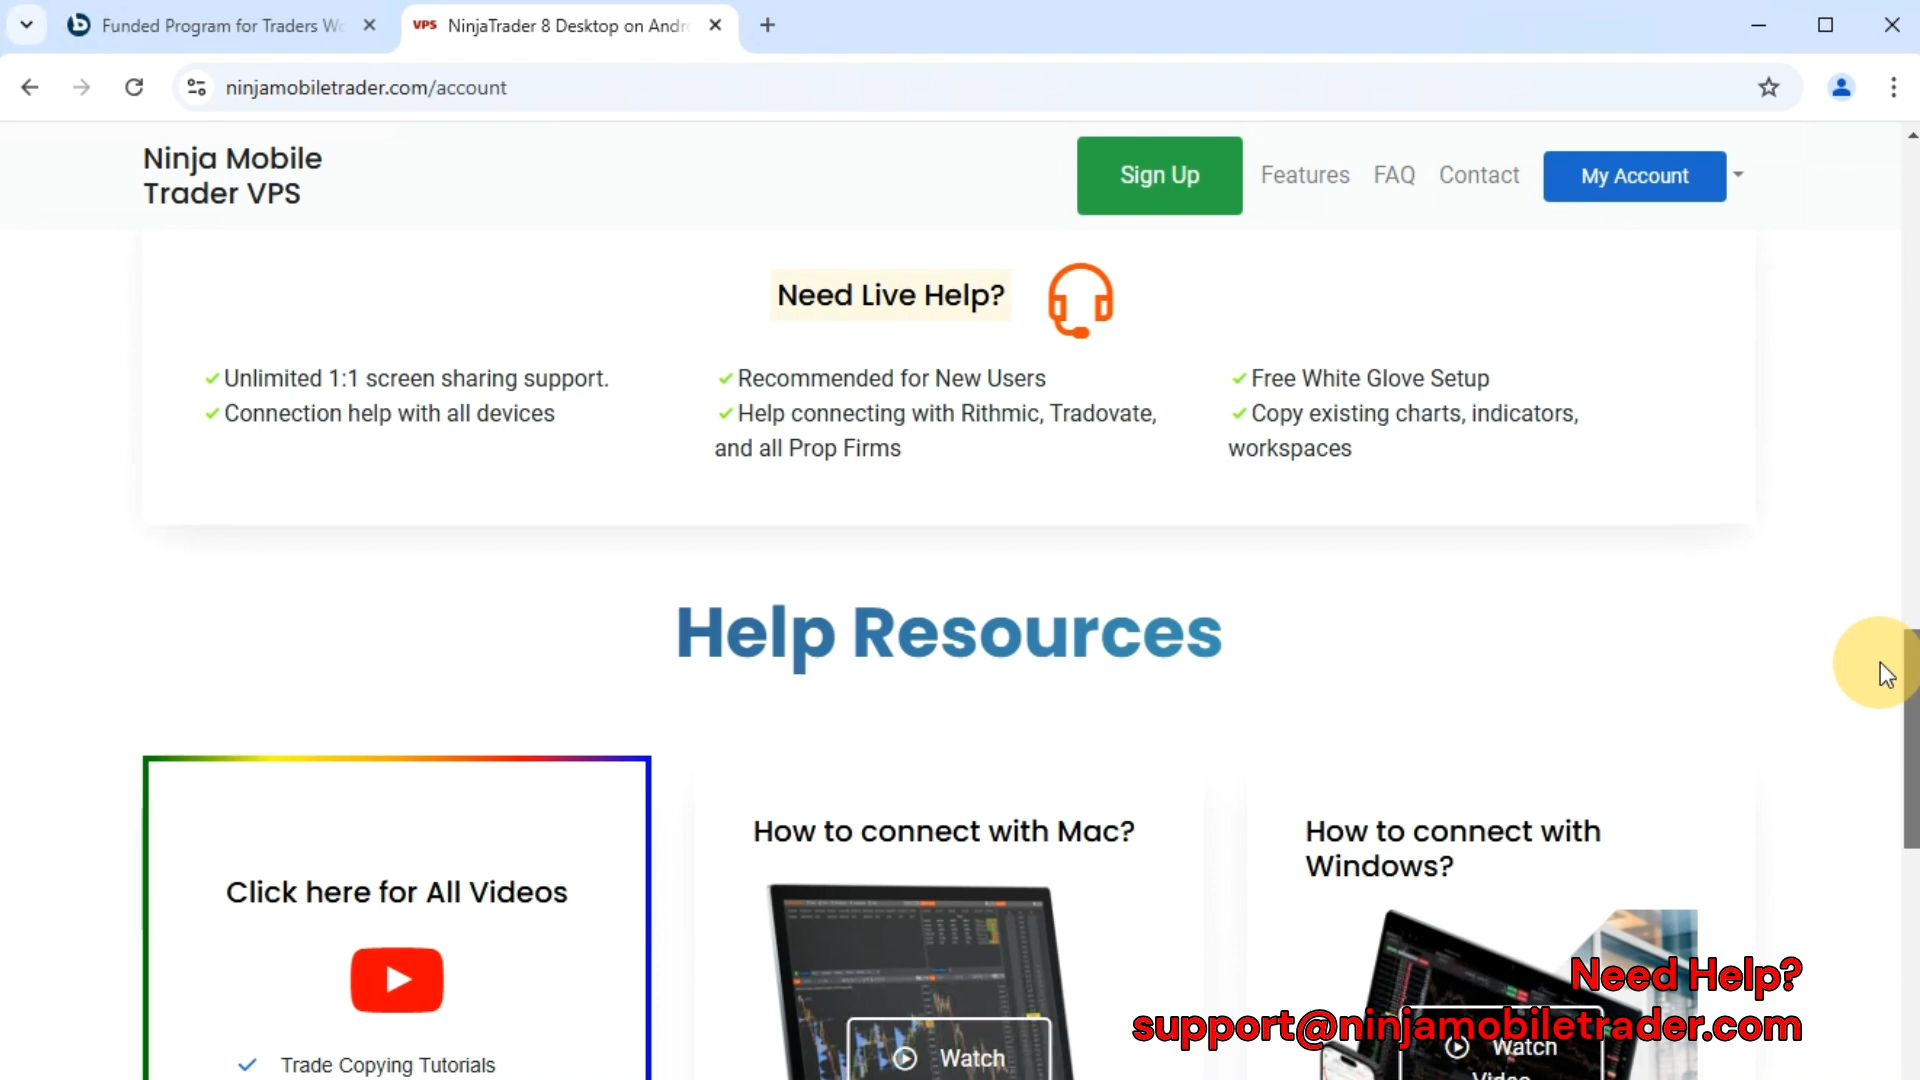 Funded Program for Traders Wo
VPS NinjaTrader 8 Desktop on Andr
ninjamobiletrader.com/account
Ninja Mobile
Trader VPS
Sign Up
Features
FAQ
Contact
My Account
Need Live Help?
Unlimited 1:1 screen sharing support.
Connection help with all devices
Recommended for New Users
Help connecting with Rithmic, Tradovate,
and all Prop Firms
Free White Glove Setup
Copy existing charts, indicators,
workspaces
Help Resources
Click here for All Videos
Trade Copying Tutorials
How to connect with Mac?
Watch
How to connect with
Windows?
Watch
Video
Need Help?
support@ninjamobiletrader.com